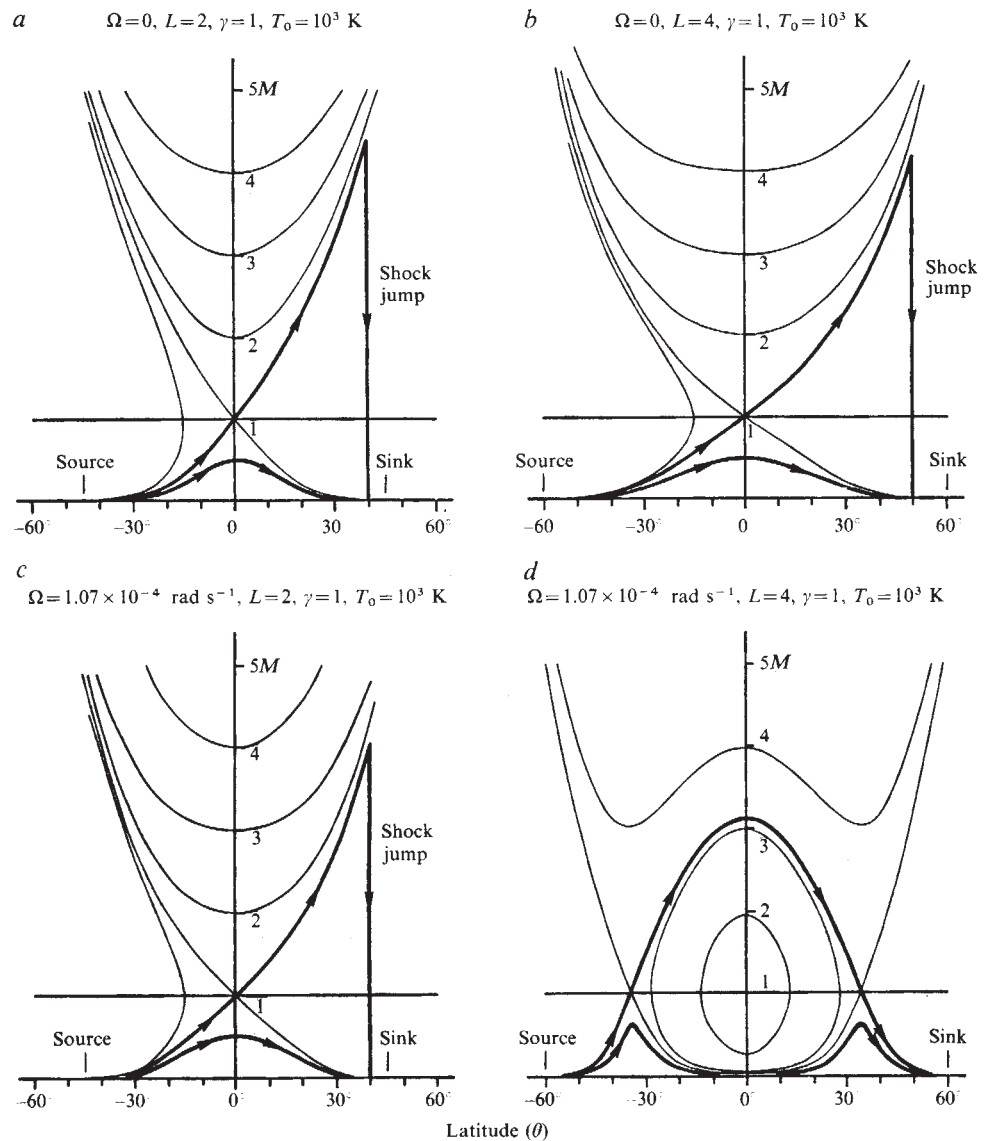 a
Ω=0, L=2, γ=1, T₀=10³ K
5M
4
3
2
1
Shock
jump
Source
Sink
−60°
−30°
0
30
60°
b
Ω=0, L=4, γ=1, T₀=10³ K
5M
4
3
2
1
Shock
jump
Source
Sink
−60
−30
0
30°
60°
c
Ω=1.07×10⁻⁴ rad s⁻¹, L=2, γ=1, T₀=10³ K
5M
4
3
2
1
Shock
jump
Source
Sink
−60°
−30
0°
30°
60°
d
Ω=1.07×10⁻⁴ rad s⁻¹, L=4, γ=1, T₀=10³ K
5M
4
3
2
1
Source
Sink
−60°
−30°
0°
30°
60°
Latitude (θ)